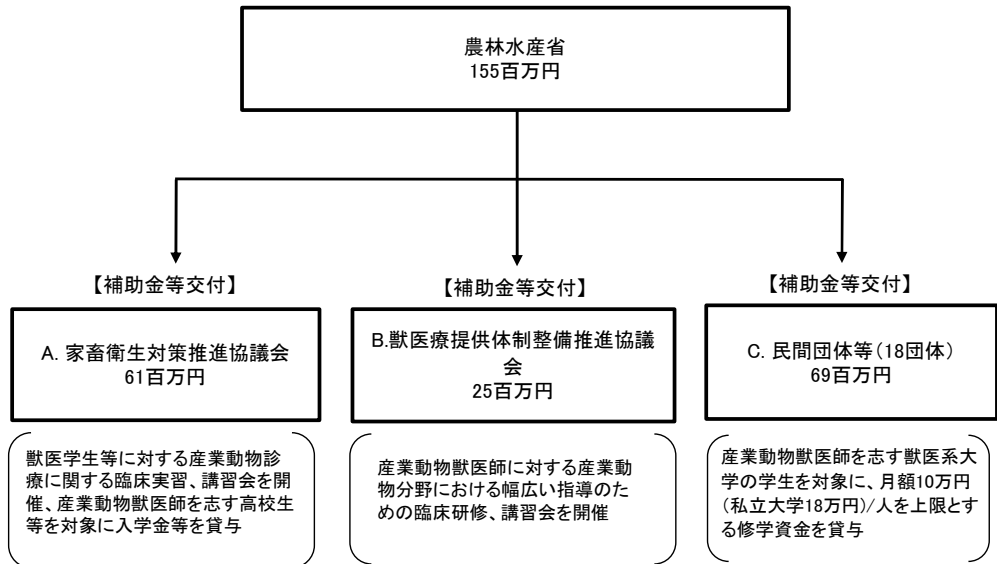 農林水産省
155百万円
【補助金等交付】
【補助金等交付】
【補助金等交付】
A. 家畜衛生対策推進協議会
61百万円
B.獣医療提供体制整備推進協議
会
25百万円
C. 民間団体等(18団体)
69百万円
獣医学生等に対する産業動物診
療に関する臨床実習、講習会を開
催、産業動物獣医師を志す高校生
等を対象に入学金等を貸与
産業動物獣医師に対する産業動
物分野における幅広い指導のた
めの臨床研修、講習会を開催
産業動物獣医師を志す獣医系大
学の学生を対象に、月額10万円
(私立大学18万円)/人を上限とす
る修学資金を貸与